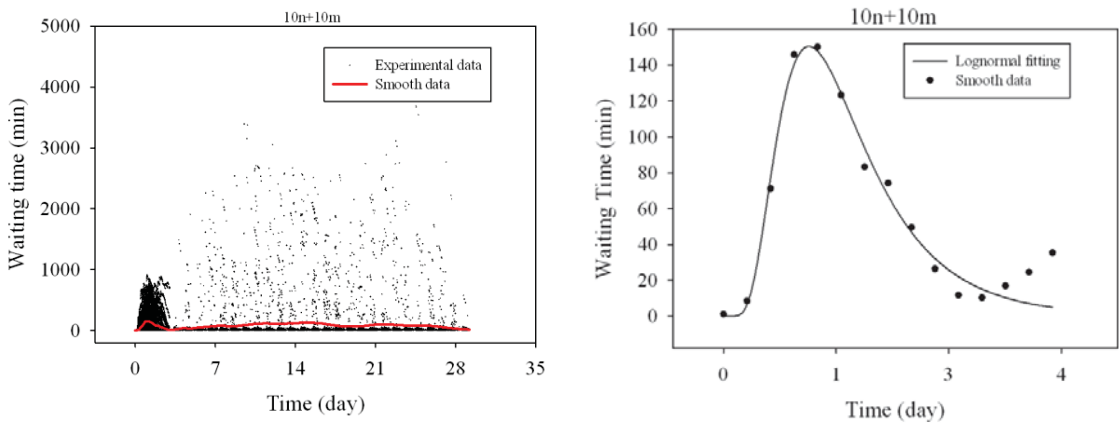 10n+10m
5000
4000
3000
2000
1000
0
Waiting time (min)
Experimental data
Smooth data
0 7 14 21 28 35
Time (day)
10n+10m
160
140
120
100
80
60
40
20
0
Waiting Time (min)
Lognormal fitting
Smooth data
0 1 3 4
Time (day)